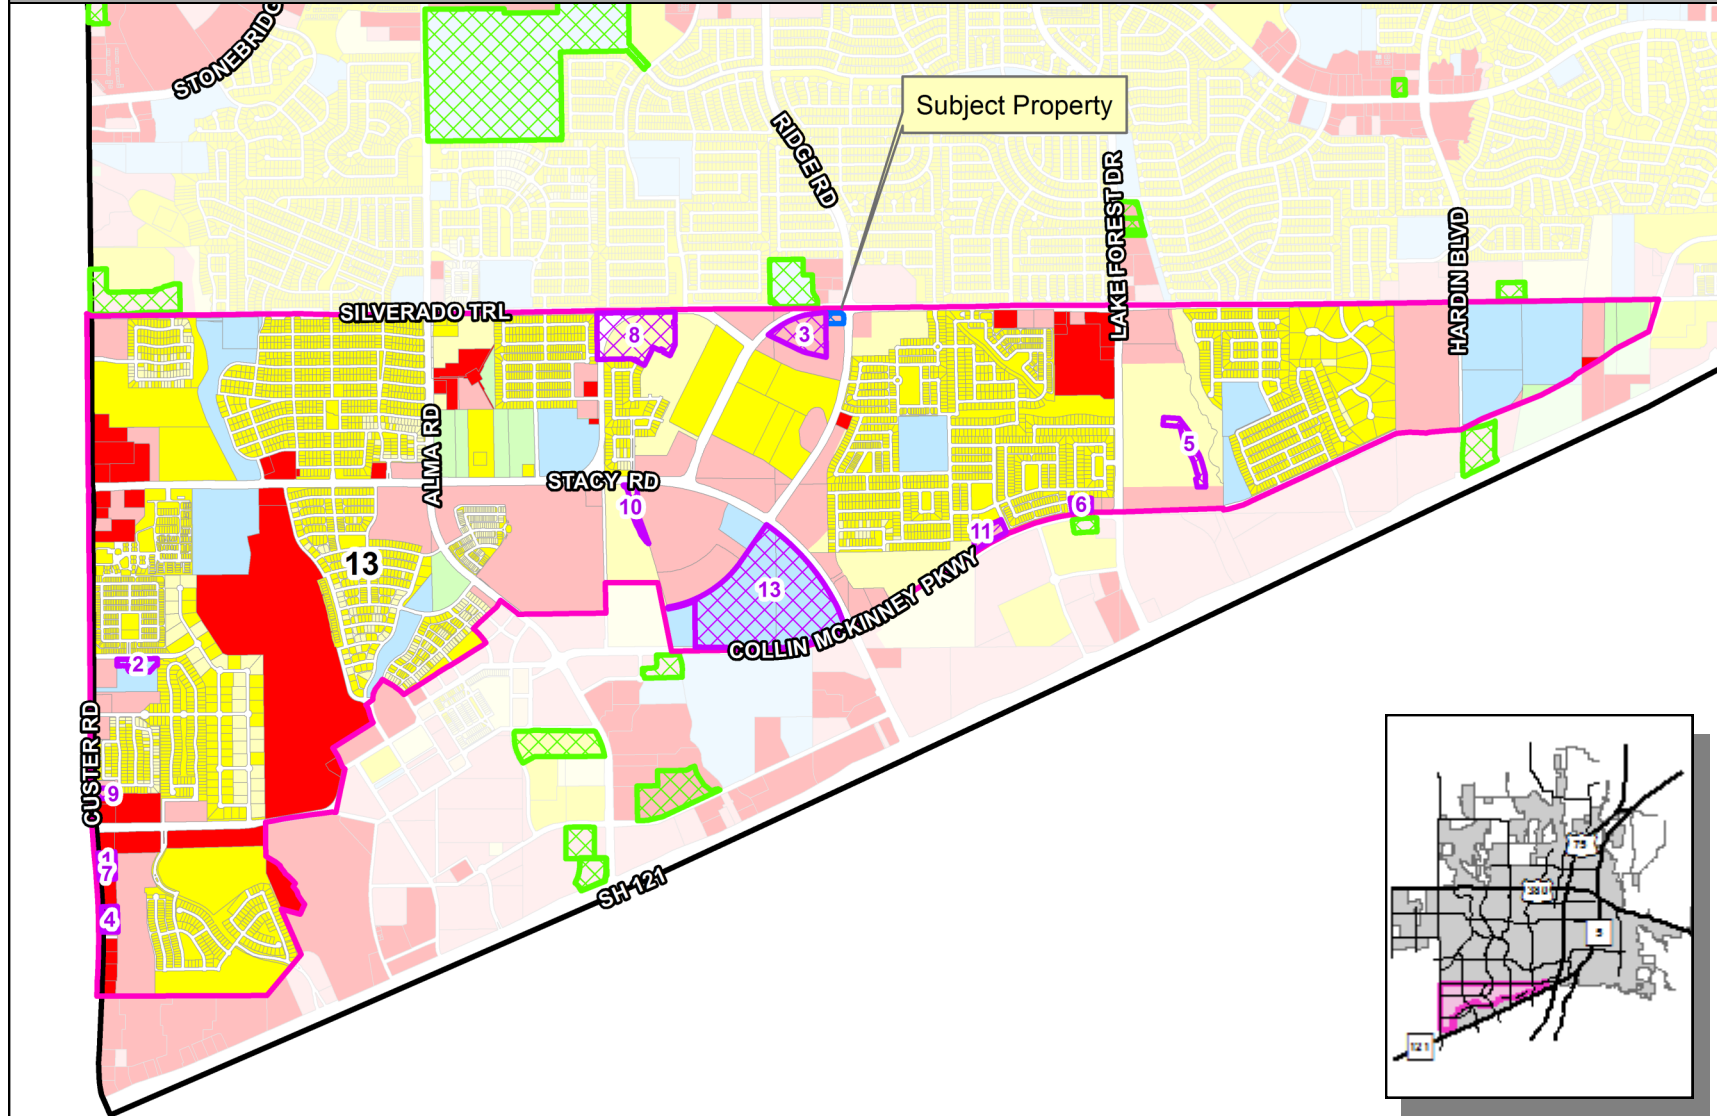 STONEBRIDG
Subject Property
RIDGE RD
LAKE FOREST DR
HARDIN BLVD
SILVERADO TRL
8
3
ALMA RD
5
STACY RD
10
6
11
13
13
COLLIN MCKINNEY PKWY
2
CUSTER RD
9
1
7
4
SH 121
75
380
5
121